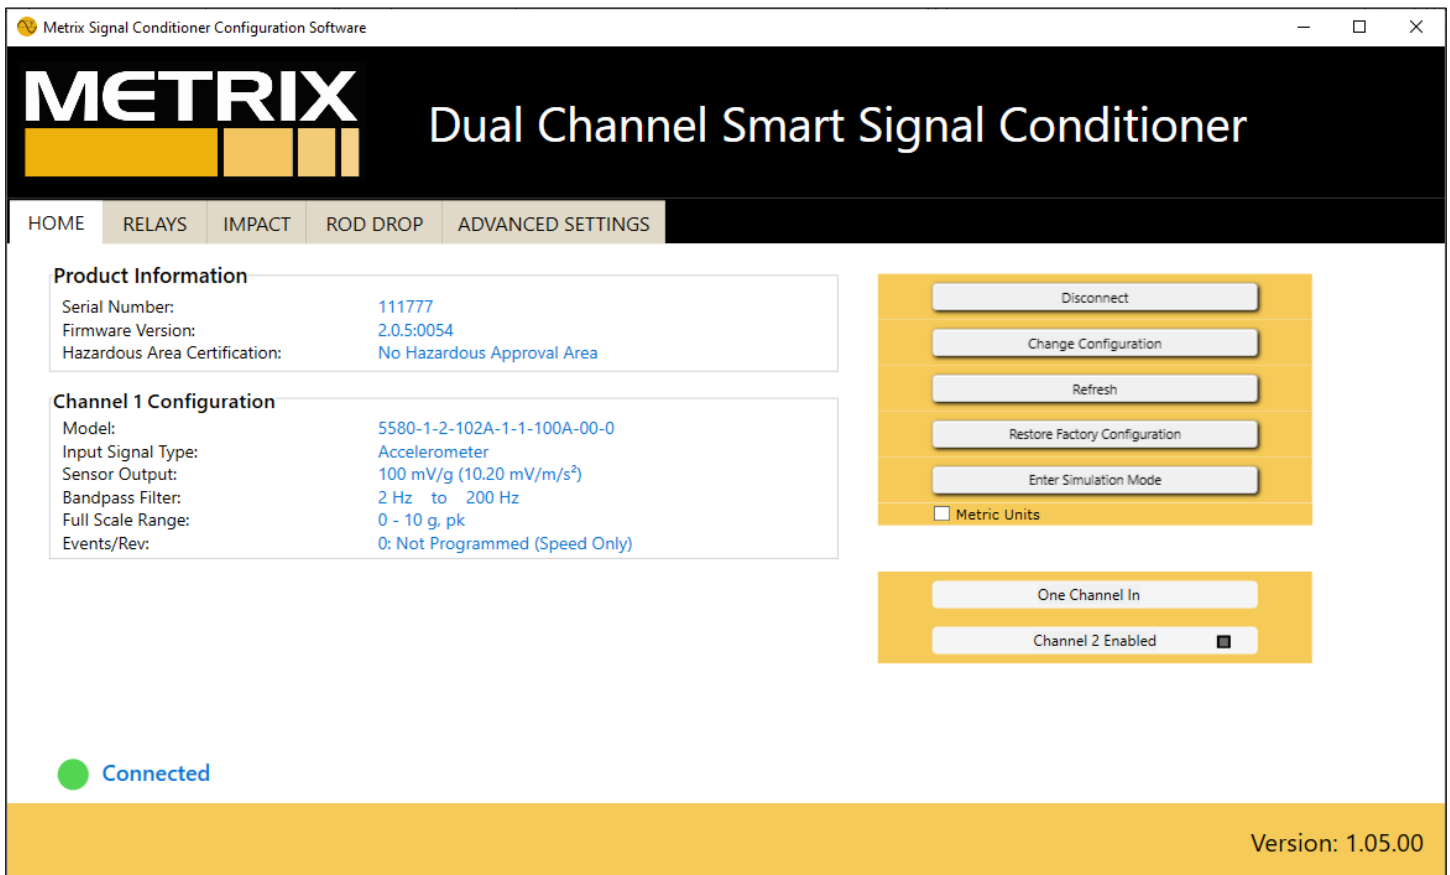 Metrix Signal Conditioner Configuration Software
METRIX
Dual Channel Smart Signal Conditioner
HOME RELAYS IMPACT ROD DROP ADVANCED SETTINGS
Product Information
Serial Number: 111777
Firmware Version: 2.0.5:0054
Hazardous Area Certification: No Hazardous Approval Area
Channel 1 Configuration
Model: 5580-1-2-102A-1-1-100A-00-0
Input Signal Type: Accelerometer
Sensor Output: 100 mV/g (10.20 mV/m/s²)
Bandpass Filter: 2 Hz to 200 Hz
Full Scale Range: 0 - 10 g, pk
Events/Rev: 0: Not Programmed (Speed Only)
Disconnect
Change Configuration
Refresh
Restore Factory Configuration
Enter Simulation Mode
Metric Units
One Channel In
Channel 2 Enabled
Connected
Version: 1.05.00